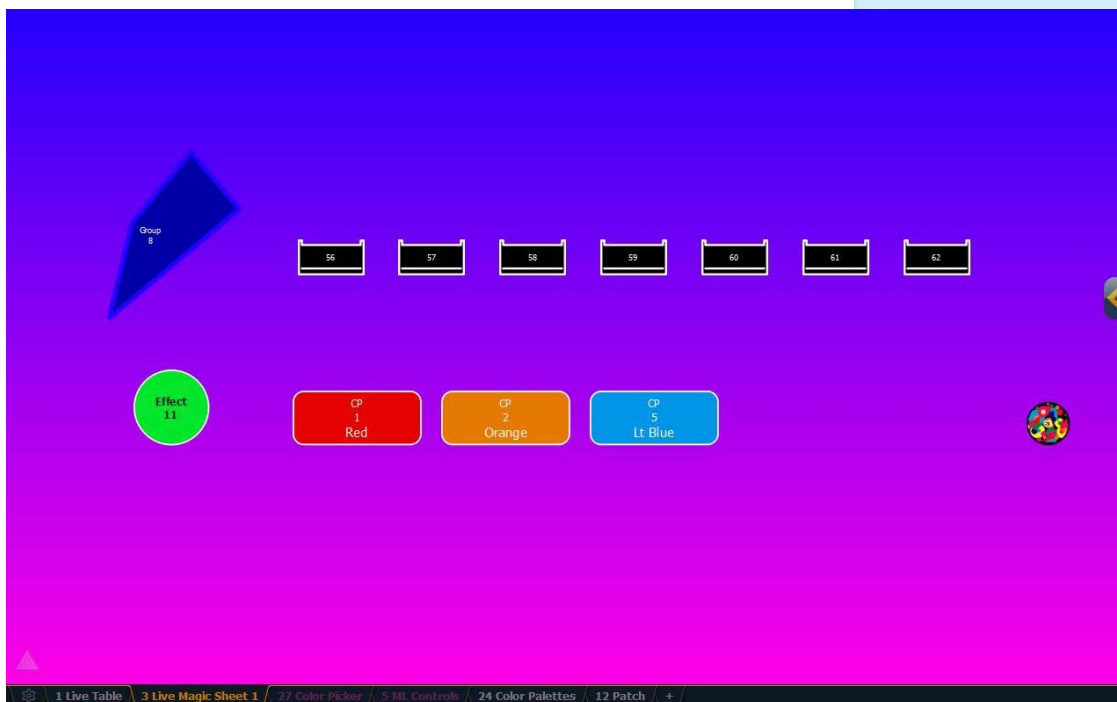 Group
8
56
57
58
59
60
61
62
Effect
11
CP
1
Red
CP
2
Orange
CP
5
Lt Blue
1 Live Table
3 Live Magic Sheet 1
27 Color Picker
5 ML Controls
24 Color Palettes
12 Patch
+